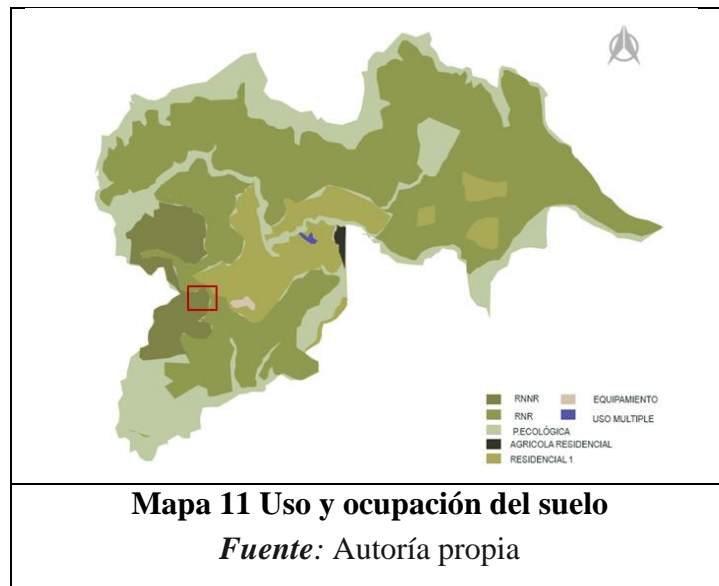 RNNR
RNR
P.ECOLÓGICA
AGRICOLA RESIDENCIAL
RESIDENCIAL 1
EQUIPAMIENTO
USO MULTIPLE
Mapa 11 Uso y ocupación del suelo
Fuente: Autoría propia